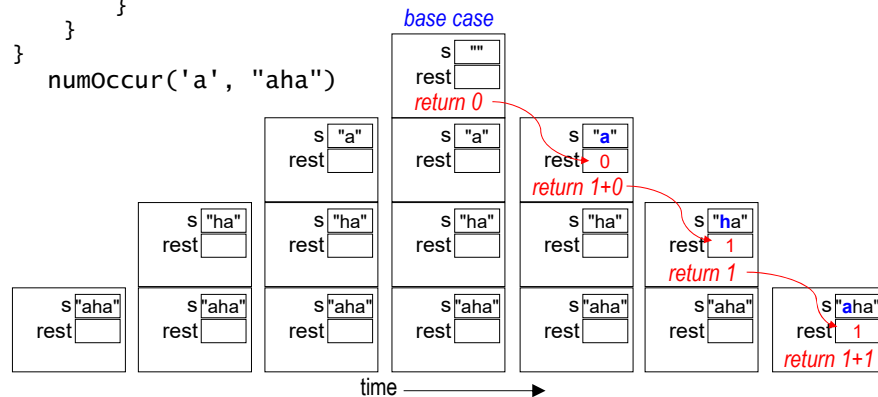 }
}
}
numOccur('a', "aha")
base case
s ""
rest
return 0
s "a" s "a" s "a"
rest rest rest 0
return 1+0
s "ha" s "ha" s "ha" s "ha" s "ha"
rest rest rest rest rest 1
return 1
s "aha" s "aha" s "aha" s "aha" s "aha" s "aha" s "aha"
rest rest rest rest rest rest rest 1
return 1+1
time